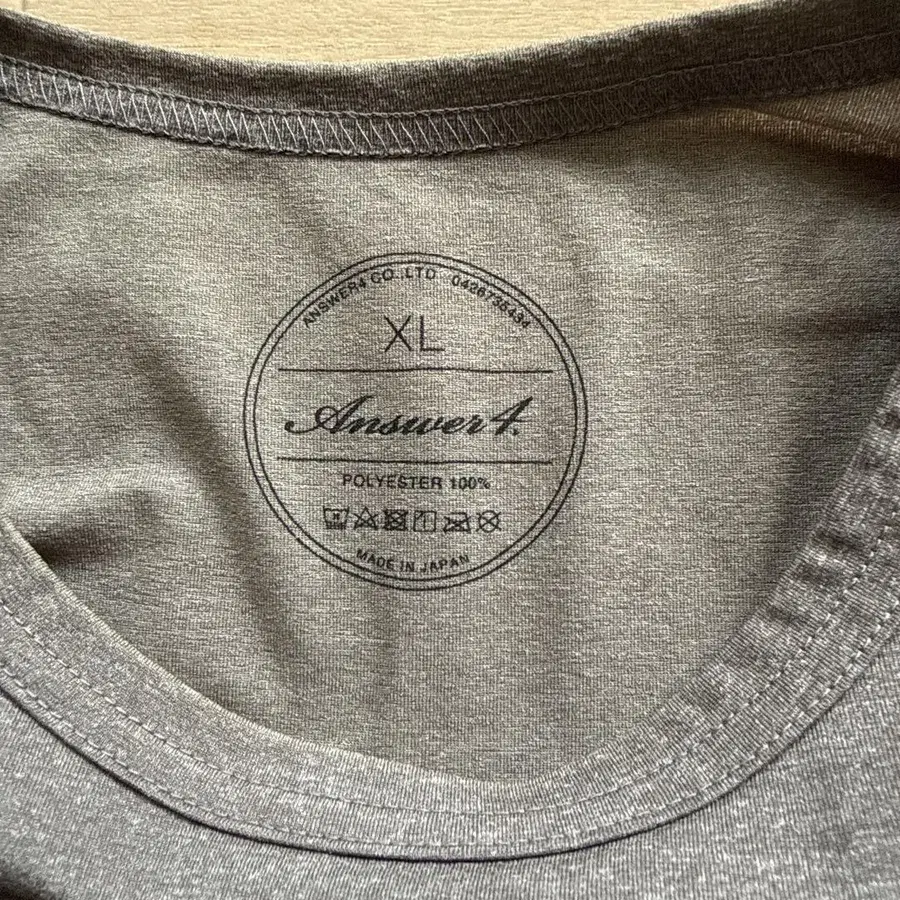 ANSWER4 CO.,LTD 0426735434
XL
Answer4.
POLYESTER 100%
MADE IN JAPAN